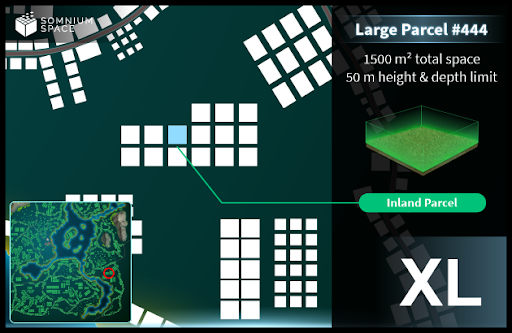 SOMNIUM
SPACE
Large Parcel #444
1500 m² total space
50 m height & depth limit
Inland Parcel
XL